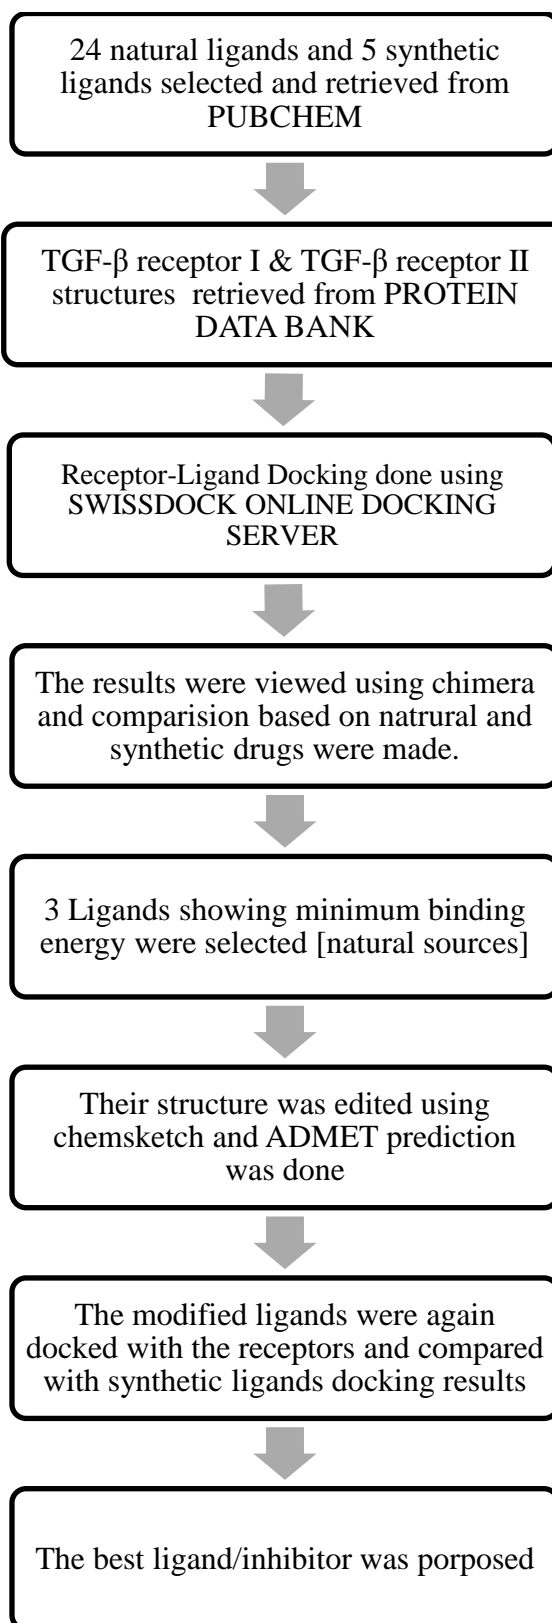 24 natural ligands and 5 synthetic
ligands selected and retrieved from
PUBCHEM
TGF-β receptor I & TGF-β receptor II
structures retrieved from PROTEIN
DATA BANK
Receptor-Ligand Docking done using
SWISSDOCK ONLINE DOCKING
SERVER
The results were viewed using chimera
and comparision based on natrural and
synthetic drugs were made.
3 Ligands showing minimum binding
energy were selected [natural sources]
Their structure was edited using
chemsketch and ADMET prediction
was done
The modified ligands were again
docked with the receptors and compared
with synthetic ligands docking results
The best ligand/inhibitor was porposed